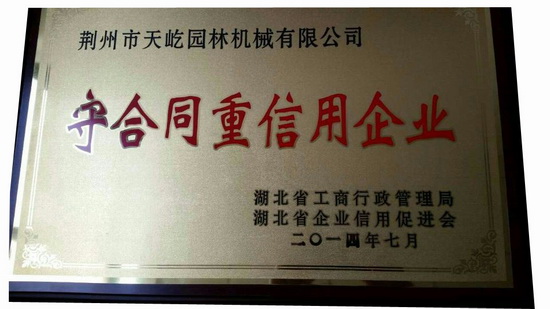 荆州市天屹园林机械有限公司
守合同重信用企业
湖北省工商行政管理局
湖北省企业信用促进会
二〇一四年七月